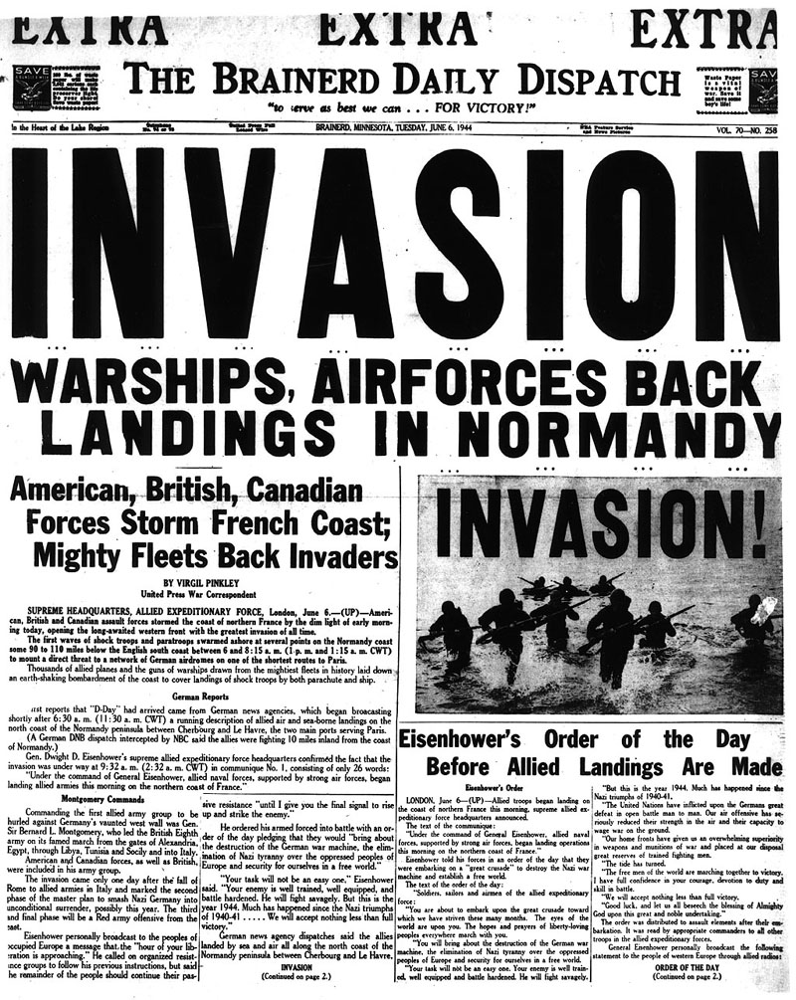 EXTRA EXTRA EXTRA
SAVE
THE BRAINERD DAILY DISPATCH
"to serve as best we can . . . FOR VICTORY!"
Waste Paper
is a vital
weapon of
war. Save it
and save some
boy's life!
SAV
In the Heart of the Lake Region
BRAINERD, MINNESOTA, TUESDAY, JUNE 6, 1944
VOL. 70—NO. 258
INVASION
WARSHIPS, AIRFORCES BACK
LANDINGS IN NORMANDY
American, British, Canadian
Forces Storm French Coast;
Mighty Fleets Back Invaders
BY VIRGIL PINKLEY
United Press War Correspondent
SUPREME HEADQUARTERS, ALLIED EXPEDITIONARY FORCE, London, June 6.—(UP)—Ameri-
can, British and Canadian assault forces stormed the coast of northern France by the dim light of early morn-
ing today, opening the long-awaited western front with the greatest invasion of all time.
The first waves of shock troops and paratroops swarmed ashore at several points on the Normandy coast
some 90 to 110 miles below the English south coast between 6 and 8:15 a. m. (1 p. m. and 1:15 a. m. CWT)
to mount a direct threat to a network of German airdromes on one of the shortest routes to Paris.
Thousands of allied planes and the guns of warships drawn from the mightiest fleets in history laid down
an earth-shaking bombardment of the coast to cover landings of shock troops by both parachute and ship.
German Reports
irst reports that "D-Day" had arrived came from German news agencies, which began broacasting
shortly after 6:30 a. m. (11:30 a. m. CWT) a running description of allied air and sea-borne landings on the
north coast of the Normandy peninsula between Cherbourg and Le Havre, the two main ports serving Paris.
(A German DNB dispatch intercepted by NBC said the allies were fighting 10 miles inland from the coast
of Normandy.)
Gen. Dwight D. Eisenhower's supreme allied expeditionary force headquarters confirmed the fact that the
invasion was under way at 9:32 a. m. (2:32 a. m. CWT) in communique No. 1, consisting of only 26 words:
"Under the command of General Eisenhower, allied naval forces, supported by strong air forces, began
landing allied armies this morning on the northern coast of France."
Montgomery Commands
Commanding the first allied army group to be
hurled against Germany's vaunted west wall was Gen.
Sir Bernard L. Montgomery, who led the British Eighth
army on its famed march from the gates of Alexandria,
Egypt, through Libya, Tunisia and Socily and into Italy.
American and Canadian forces, as well as British,
were included in his army group.
The invasion came only one day after the fall of
Rome to allied armies in Italy and marked the second
phase of the master plan to smash Nazi Germany into
unconditional surrender, possibly this year. The third
and final phase will be a Red army offensive from the
east.
Eisenhower personally broadcast to the peoples of
occupied Europe a message that the "hour of your lib-
eration is approaching." He called on organized resist-
ance groups to follow his previous instructions, but said
he remainder of the people should continue their pas-
sive resistance "until I give you the final signal to rise
up and strike the enemy."
He ordered his armed forced into battle with an or-
der of the day pledging that they would "bring about
the destruction of the German war machine, the elim-
ination of Nazi tyranny over the oppressed peoples of
Europe and security for ourselves in a free world."
"Your task will not be an easy one," Eisenhower
said. "Your enemy is well trained, well equipped, and
battle hardened. He will fight savagely. But this is the
year 1944. Much has happened since the Nazi triumphs
of 1940-41 . . . . . We will accept nothing less than full
victory."
German news agency dispatches said the allies
landed by sea and air all along the north coast of the
Normandy peninsula between Cherbourg and Le Havre,
INVASION
(Continued on page 2.)
INVASION!
Eisenhower's Order of the Day
Before Allied Landings Are Made
Eisenhower's Order
LONDON, June 6—(UP)—Allied troops began landing on
the coast of northern France this morning, supreme allied ex-
peditionary force headquarters announced.
The text of the communique:
"Under the command of General Eisenhower, allied naval
forces, supported by strong air forces, began landing operations
this morning on the northern coast of France."
Eisenhower told his forces in an order of the day that they
were embarking on a "great crusade" to destroy the Nazi war
machine and establish a free world.
The text of the order of the day:
"Soldiers, sailors and airmen of the allied expeditionary
force:
"You are about to embark upon the great crusade toward
which we have striven these many months. The eyes of the
world are upon you. The hopes and prayers of liberty-loving
peoples everywhere march with you.
"You will bring about the destruction of the German war
machine, the elimination of Nazi tyranny over the oppressed
peoples of Europe and security for ourselves in a free world.
"Your task will not be an easy one. Your enemy is well train-
ed, well equipped and battle hardened. He will fight savagely.
"But this is the year 1944. Much has happened since the
Nazi triumphs of 1940-41.
"The United Nations have inflicted upon the Germans great
defeat in open battle man to man. Our air offensive has se-
riously reduced their strength in the air and their capacity to
wage war on the ground.
"Our home fronts have given us an overwhelming superiority
in weapons and munitions of war and placed at our disposal
great reserves of trained fighting men.
"The tide has turned.
"The free men of the world are marching together to victory.
I have full confidence in your courage, devotion to duty and
skill in battle.
"We will accept nothing less than full victory.
"Good luck, and let us all beseech the blessing of Almighty
God upon this great and noble undertaking."
The order was distributed to assault elements after their em-
barkation. It was read by appropriate commanders to all other
troops in the allied expeditionary forces.
General Eisenhower personally broadcast the following
statement to the people of western Europe through allied radios:
ORDER OF THE DAY
(Continued on page 2.)